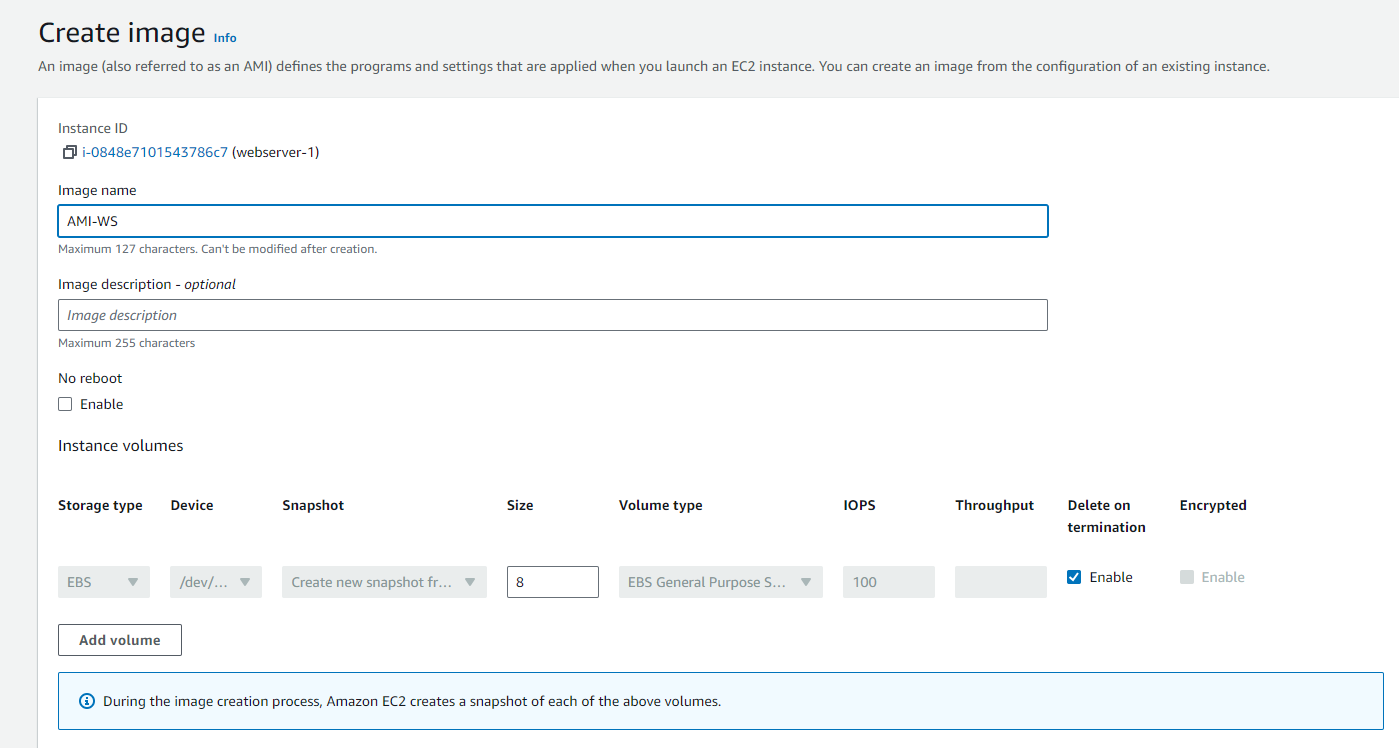 Create image Info
An image (also referred to as an AMI) defines the programs and settings that are applied when you launch an EC2 instance. You can create an image from the configuration of an existing instance.
Instance ID
i-0848e7101543786c7 (webserver-1)
Image name
AMI-WS
Maximum 127 characters. Can't be modified after creation.
Image description - optional
Image description
Maximum 255 characters
No reboot
Enable
Instance volumes
Storage type Device Snapshot Size Volume type IOPS Throughput Delete on termination Encrypted
EBS /dev/... Create new snapshot fr... 8 EBS General Purpose S... 100 Enable Enable
Add volume
During the image creation process, Amazon EC2 creates a snapshot of each of the above volumes.